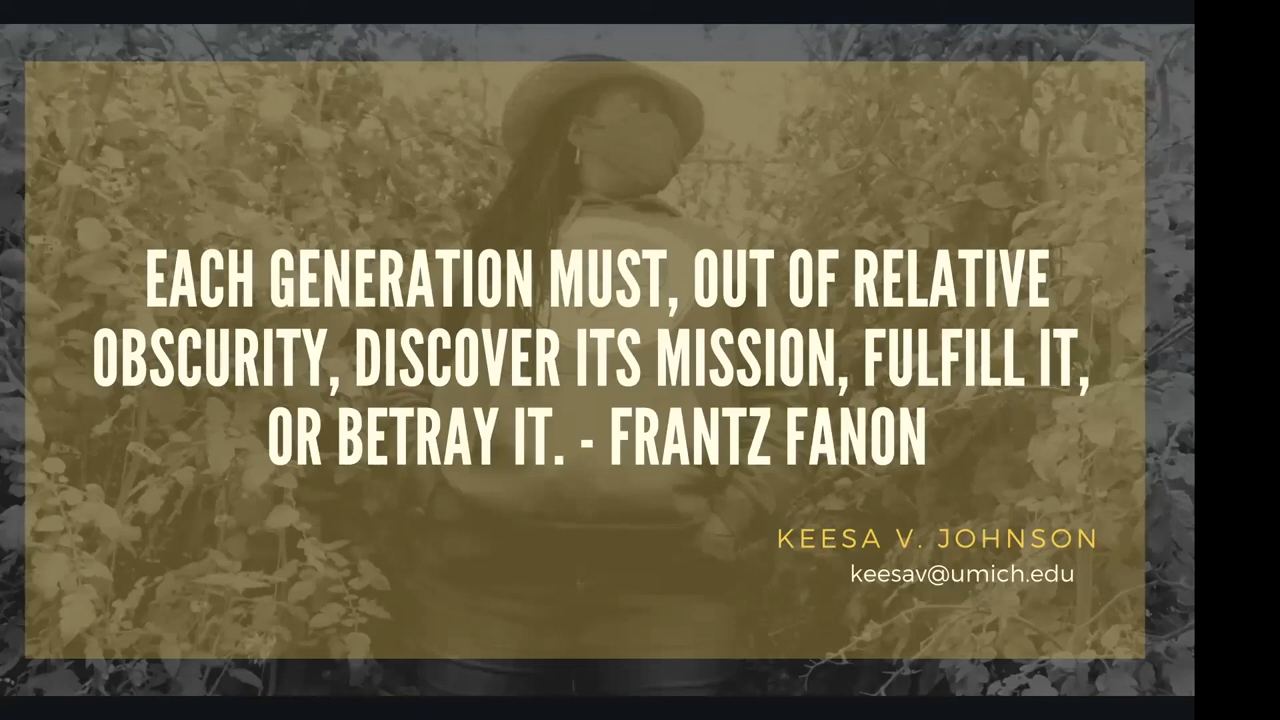 EACH GENERATION MUST, OUT OF RELATIVE
OBSCURITY, DISCOVER ITS MISSION, FULFILL IT,
OR BETRAY IT. - FRANTZ FANON
KEESA V. JOHNSON
keesav@umich.edu